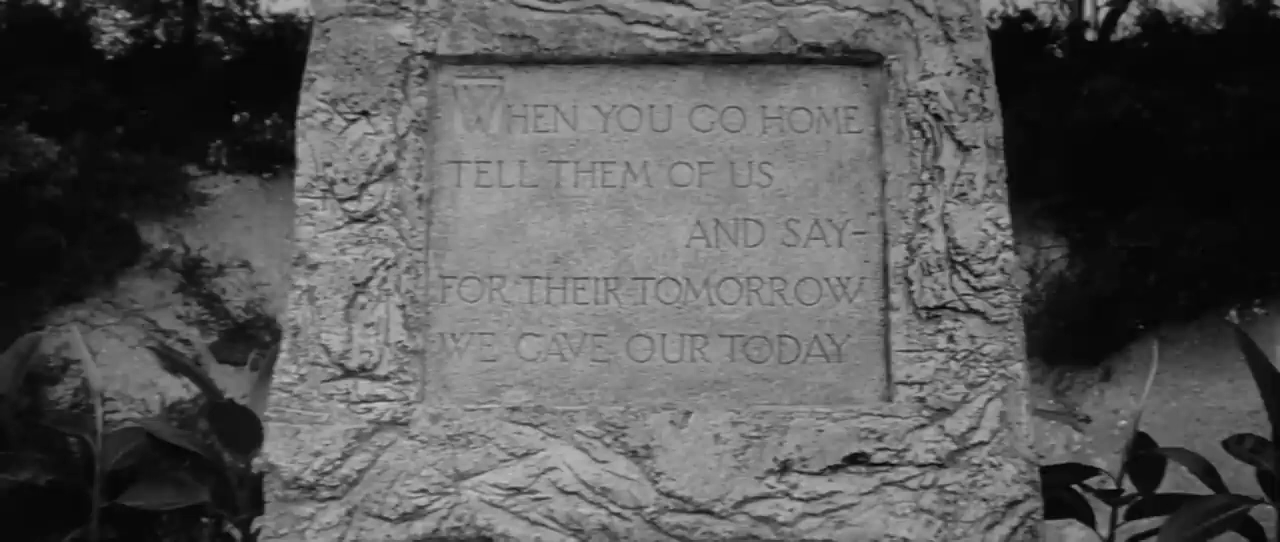 WHEN YOU GO HOME
TELL THEM OF US
AND SAY-
FOR THEIR TOMORROW
WE GAVE OUR TODAY